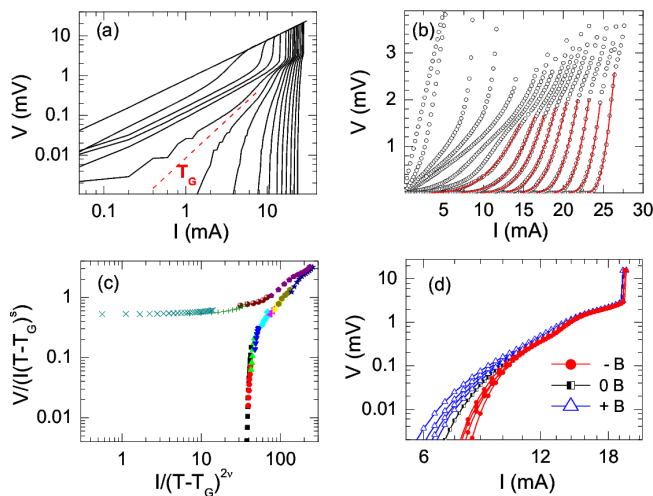 (a)
V (mV)
10
1
0.1
0.01
T_G
0.1
1
10
I (mA)
(b)
V (mV)
3
2
1
0
5
10
15
20
25
30
I (mA)
(c)
V/(I(T-T_G)^s)
1
0.1
0.01
1
10
100
I/(T-T_G)^2ν
(d)
V (mV)
10
1
0.1
0.01
- B
0 B
+ B
6
12
18
I (mA)